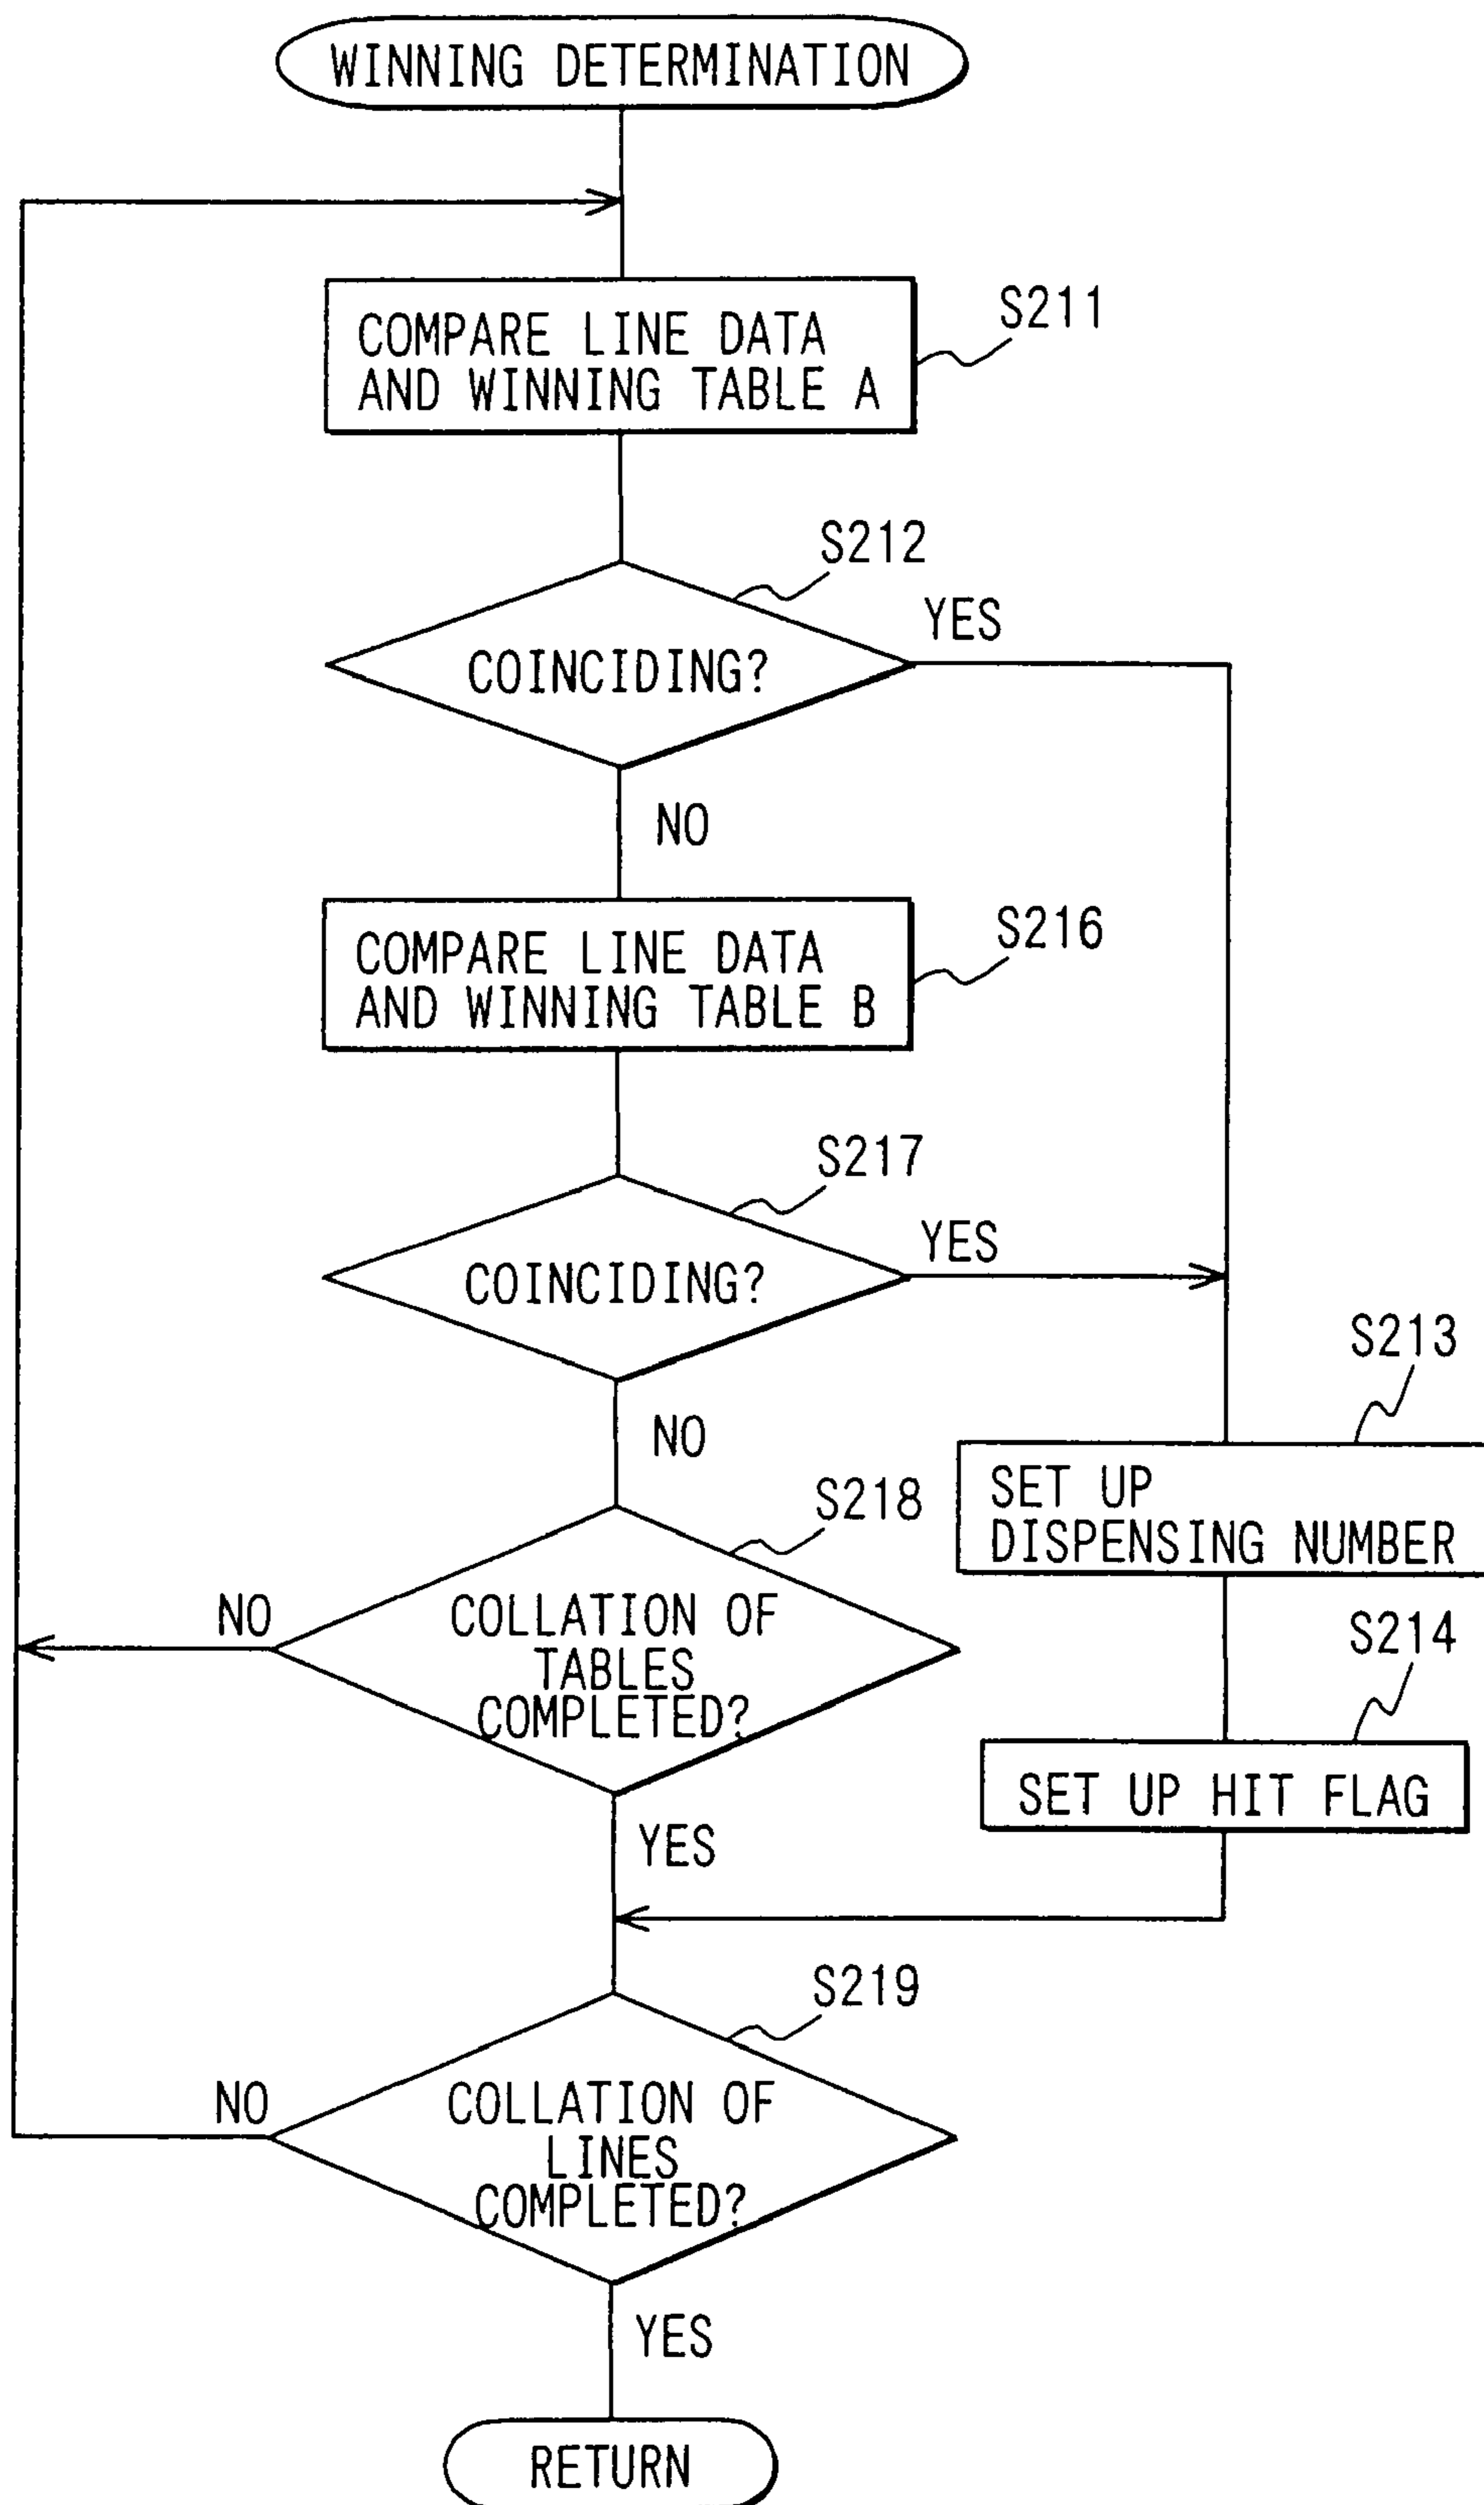 WINNING DETERMINATION
COMPARE LINE DATA
AND WINNING TABLE A
S211
S212
COINCIDING?
YES
NO
COMPARE LINE DATA
AND WINNING TABLE B
S216
S217
COINCIDING?
YES
NO
S213
SET UP
DISPENSING NUMBER
S218
COLLATION OF
TABLES
COMPLETED?
NO
YES
S214
SET UP HIT FLAG
S219
COLLATION OF
LINES
COMPLETED?
NO
YES
RETURN